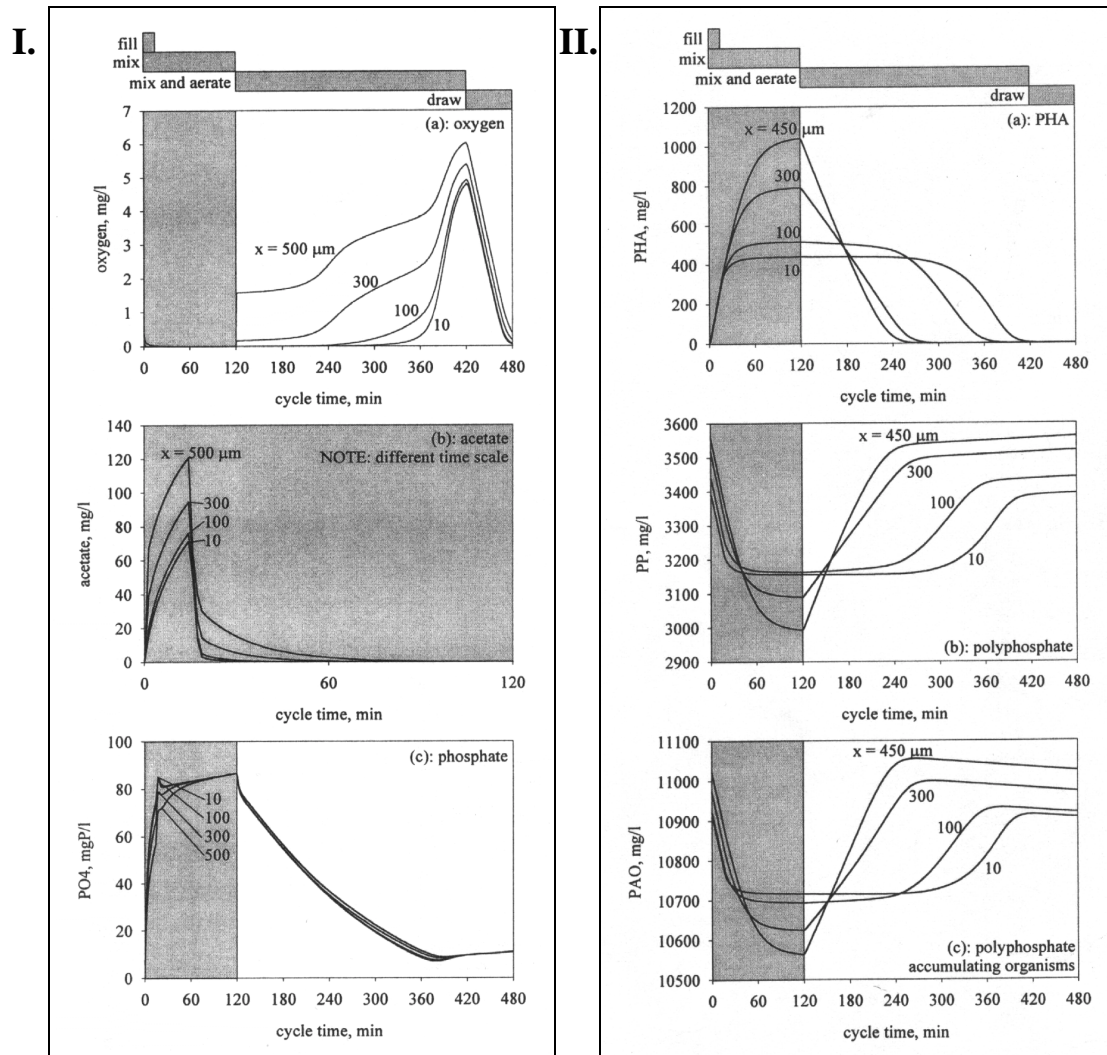 I.
fill
mix
mix and aerate
draw
7
6
5
4
3
2
1
0
oxygen, mg/l
(a): oxygen
x = 500 µm
300
100
10
0 60 120 180 240 300 360 420 480
cycle time, min
140
120
100
80
60
40
20
0
acetate, mg/l
(b): acetate
NOTE: different time scale
x = 500 µm
300
100
10
0 60 120
cycle time, min
100
80
60
40
20
0
PO4, mgP/l
(c): phosphate
10
100
300
500
0 60 120 180 240 300 360 420 480
cycle time, min
II.
fill
mix
mix and aerate
draw
1200
1000
800
600
400
200
0
PHA, mg/l
(a): PHA
x = 450 µm
300
100
10
0 60 120 180 240 300 360 420 480
cycle time, min
3600
3500
3400
3300
3200
3100
3000
2900
PP, mg/l
x = 450 µm
300
100
10
(b): polyphosphate
0 60 120 180 240 300 360 420 480
cycle time, min
11100
11000
10900
10800
10700
10600
10500
PAO, mg/l
x = 450 µm
300
100
10
(c): polyphosphate
accumulating organisms
0 60 120 180 240 300 360 420 480
cycle time, min